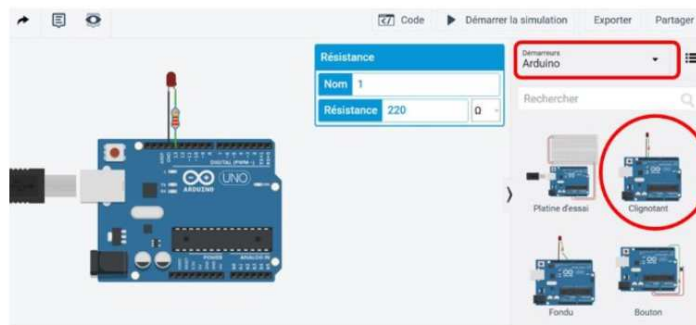 Code
Démarrer la simulation
Exporter
Partager
Résistance
Nom 1
Résistance 220 Ω
Démarreurs
Arduino
Rechercher
Platine d'essai
Clignotant
Fondu
Bouton
DIGITAL (PWM~)
UNO
ARDUINO
POWER
ANALOG IN